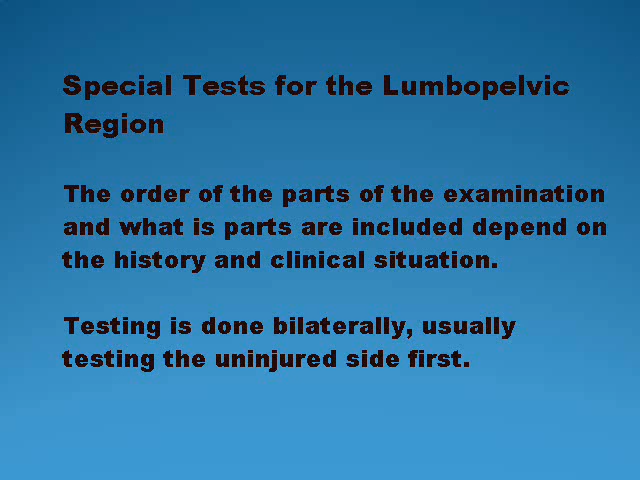 Special Tests for the Lumbopelvic
Region
The order of the parts of the examination
and what is parts are included depend on
the history and clinical situation.
Testing is done bilaterally, usually
testing the uninjured side first.